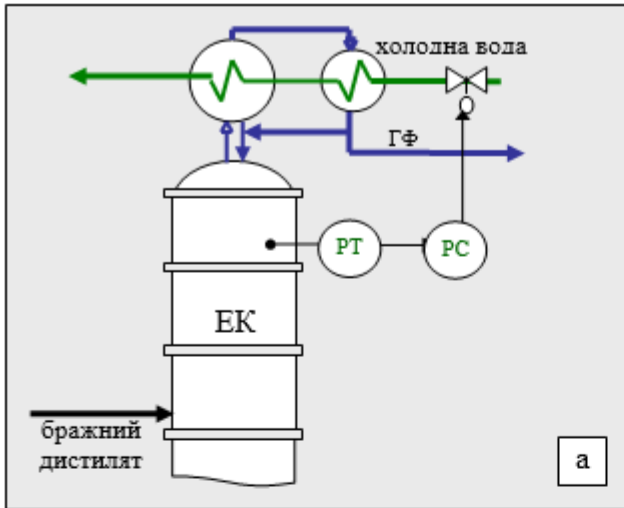 холодна вода
ГФ
РТ
РС
ЕК
бражний
дистилят
а